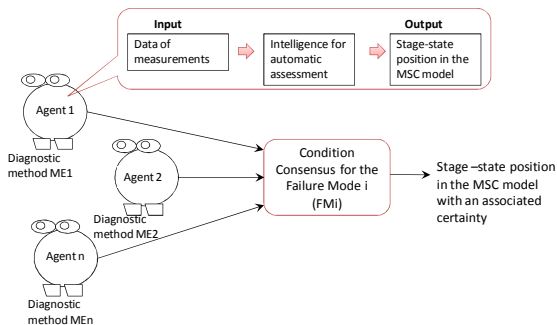 Input
Output
Data of
measurements
Intelligence for
automatic
assessment
Stage-state
position in the
MSC model
Agent 1
Diagnostic
method ME1
Agent 2
Diagnostic
method ME2
Agent n
Diagnostic
method MEn
Condition
Consensus for the
Failure Mode i
(FMi)
Stage –state position
in the MSC model
with an associated
certainty